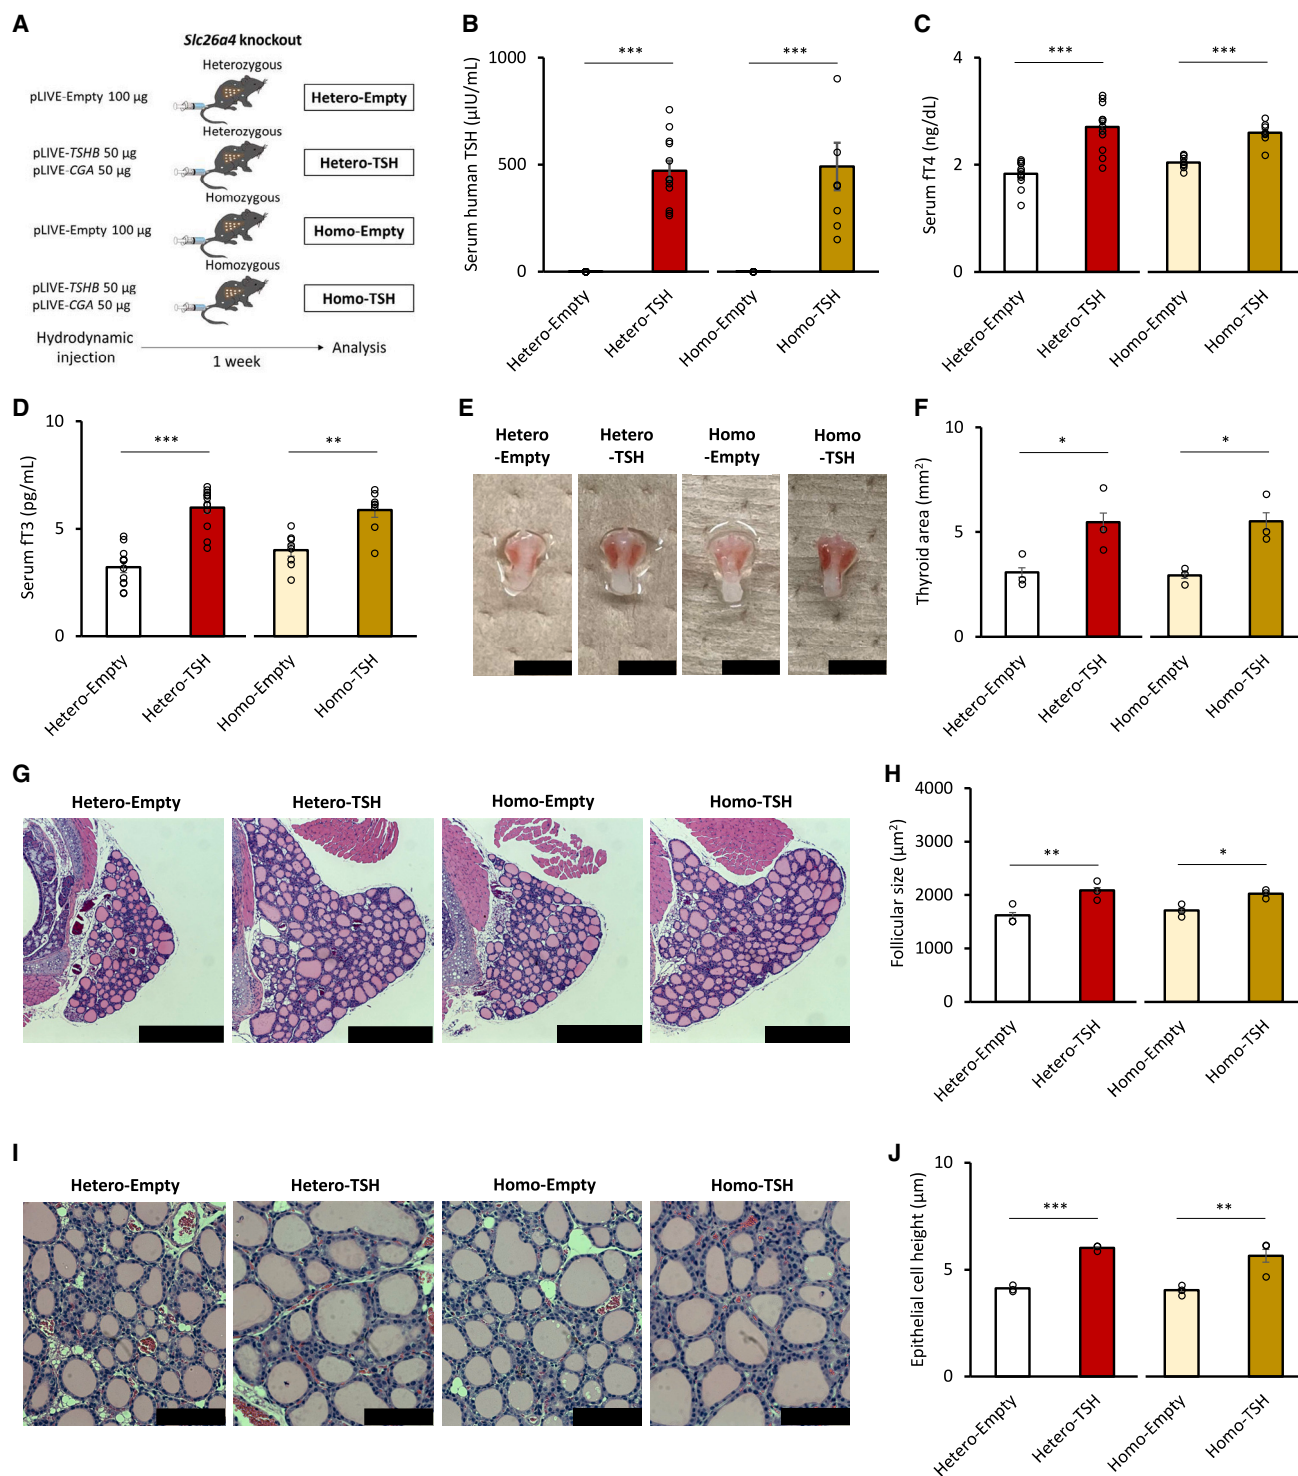 A
Slc26a4 knockout
Heterozygous
pLIVE-Empty 100 µg
Hetero-Empty
Heterozygous
pLIVE-TSHB 50 µg
pLIVE-CGA 50 µg
Hetero-TSH
Homozygous
pLIVE-Empty 100 µg
Homo-Empty
Homozygous
pLIVE-TSHB 50 µg
pLIVE-CGA 50 µg
Homo-TSH
Hydrodynamic
injection
1 week
Analysis
B
Serum human TSH (µIU/mL)
1000
500
0
***
***
Hetero-Empty
Hetero-TSH
Homo-Empty
Homo-TSH
C
Serum fT4 (ng/dL)
4
2
0
***
***
Hetero-Empty
Hetero-TSH
Homo-Empty
Homo-TSH
D
Serum fT3 (pg/mL)
10
5
0
***
**
Hetero-Empty
Hetero-TSH
Homo-Empty
Homo-TSH
E
Hetero
-Empty
Hetero
-TSH
Homo
-Empty
Homo
-TSH
F
Thyroid area (mm²)
10
5
0
*
*
Hetero-Empty
Hetero-TSH
Homo-Empty
Homo-TSH
G
Hetero-Empty
Hetero-TSH
Homo-Empty
Homo-TSH
H
Follicular size (µm²)
4000
3000
2000
1000
0
**
*
Hetero-Empty
Hetero-TSH
Homo-Empty
Homo-TSH
I
Hetero-Empty
Hetero-TSH
Homo-Empty
Homo-TSH
J
Epithelial cell height (µm)
10
5
0
***
**
Hetero-Empty
Hetero-TSH
Homo-Empty
Homo-TSH